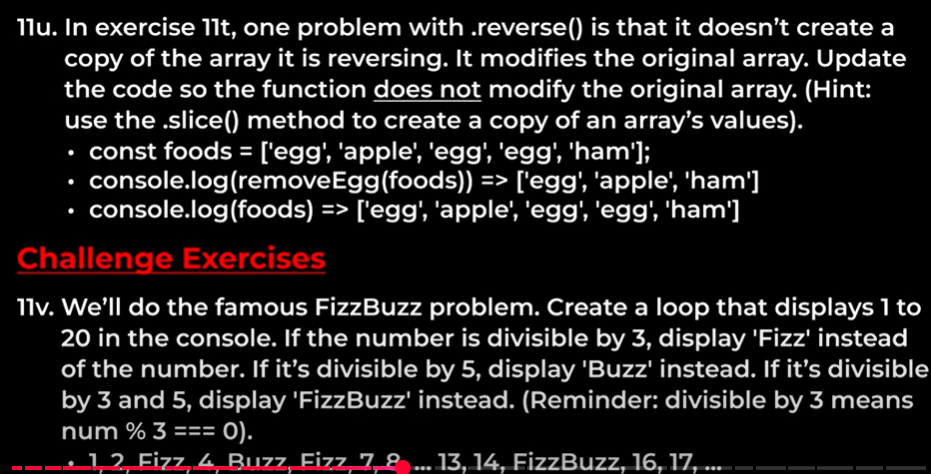 11u. In exercise 11t, one problem with .reverse() is that it doesn't create a
copy of the array it is reversing. It modifies the original array. Update
the code so the function does not modify the original array. (Hint:
use the .slice() method to create a copy of an array's values).
• const foods = ['egg', 'apple', 'egg', 'egg', 'ham'];
• console.log(removeEgg(foods)) => ['egg', 'apple', 'ham']
• console.log(foods) => ['egg', 'apple', 'egg', 'egg', 'ham']
Challenge Exercises
11v. We'll do the famous FizzBuzz problem. Create a loop that displays 1 to
20 in the console. If the number is divisible by 3, display 'Fizz' instead
of the number. If it's divisible by 5, display 'Buzz' instead. If it's divisible
by 3 and 5, display 'FizzBuzz' instead. (Reminder: divisible by 3 means
num % 3 === 0).
• 1, 2, Fizz, 4, Buzz, Fizz, 7, 8, ... 13, 14, FizzBuzz, 16, 17, ...